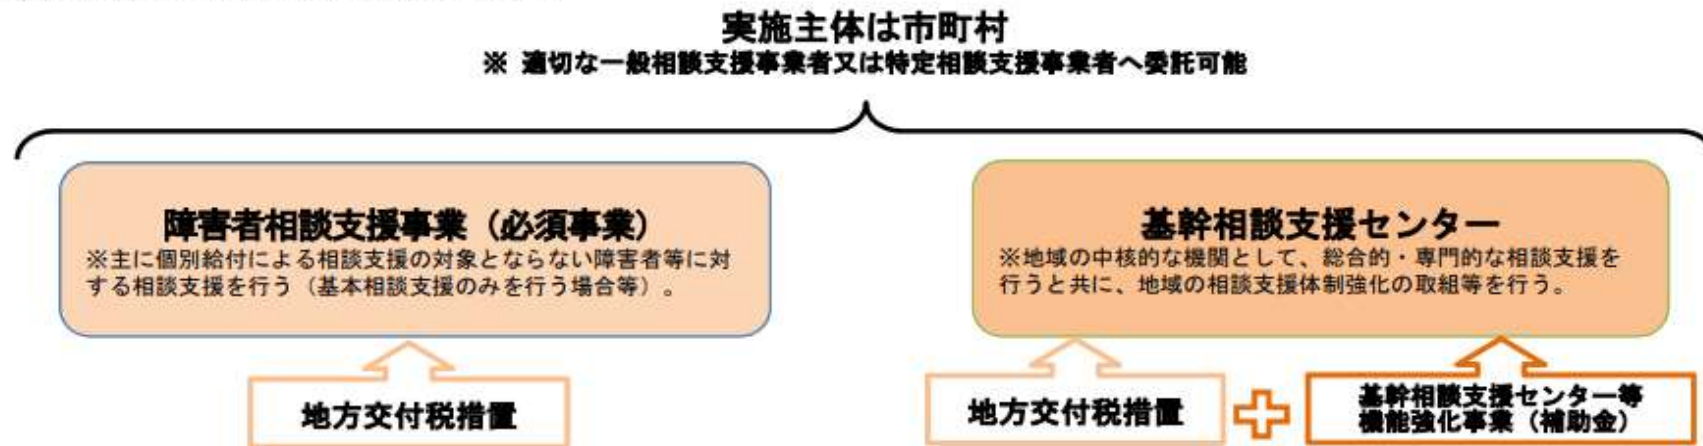 実施主体は市町村
※ 適切な一般相談支援事業者又は特定相談支援事業者へ委託可能
障害者相談支援事業（必須事業）
※主に個別給付による相談支援の対象とならない障害者等に対
する相談支援を行う（基本相談支援のみを行う場合等）。
地方交付税措置
基幹相談支援センター
※地域の中核的な機関として、総合的・専門的な相談支援を
行うと共に、地域の相談支援体制強化の取組等を行う。
地方交付税措置
基幹相談支援センター等
機能強化事業（補助金）